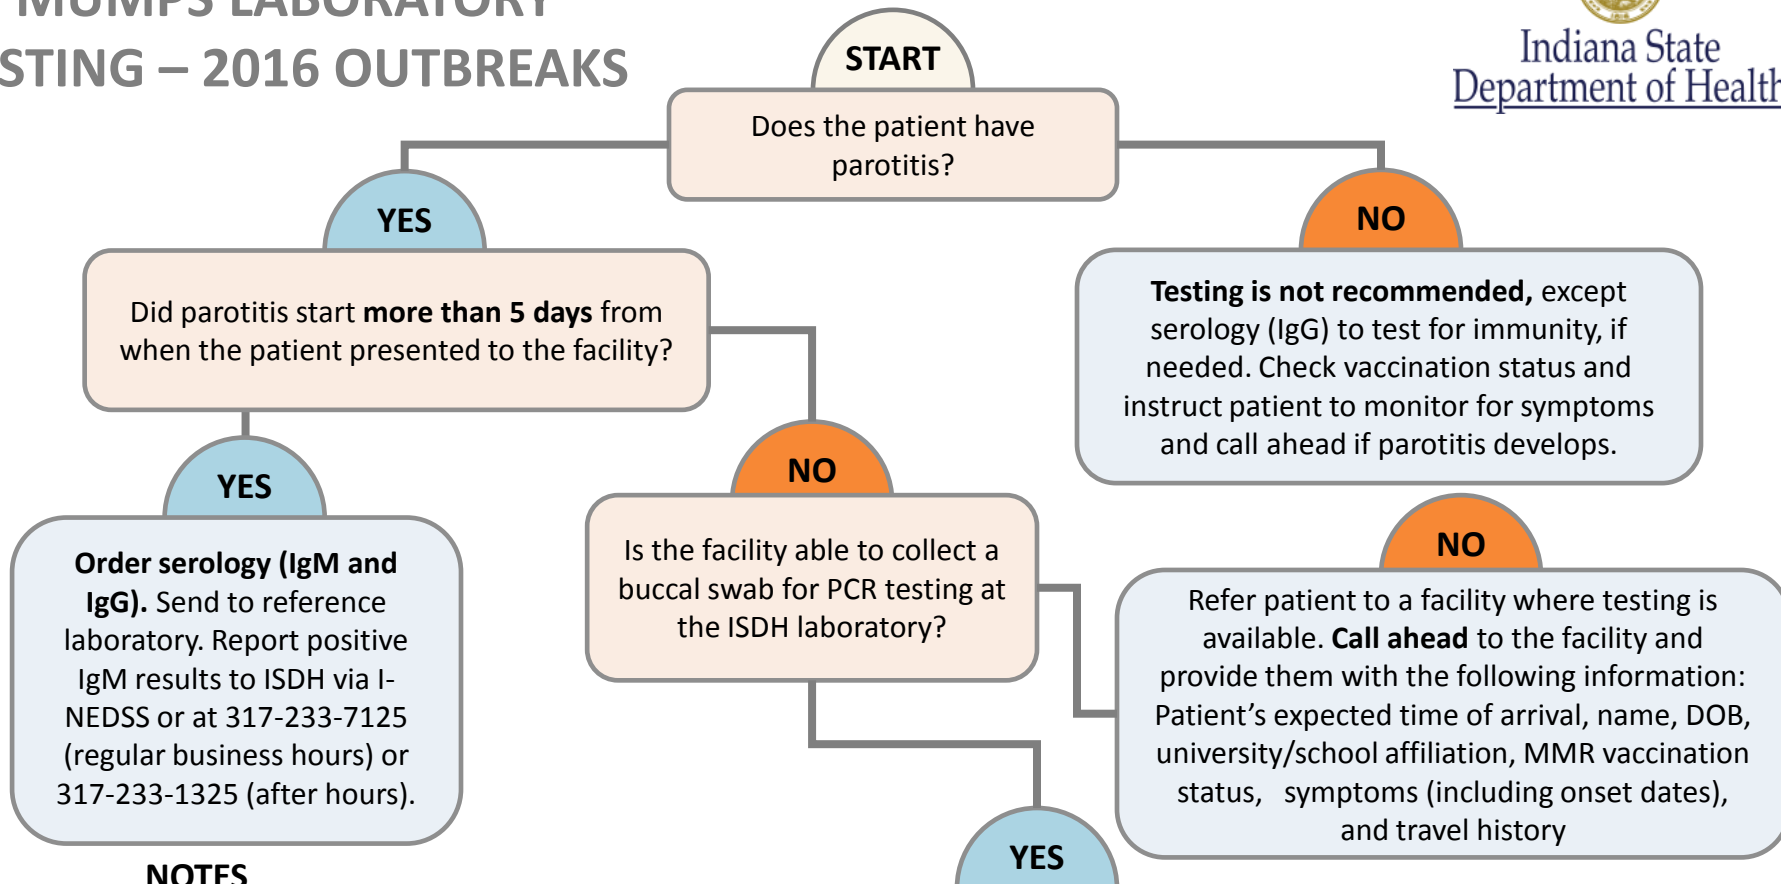 MUMPS LABORATORY
STING – 2016 OUTBREAKS
Indiana State
Department of Health
START
Does the patient have
parotitis?
YES
NO
Did parotitis start more than 5 days from
when the patient presented to the facility?
Testing is not recommended, except
serology (IgG) to test for immunity, if
needed. Check vaccination status and
instruct patient to monitor for symptoms
and call ahead if parotitis develops.
YES
NO
NO
Order serology (IgM and
IgG). Send to reference
laboratory. Report positive
IgM results to ISDH via I-
NEDSS or at 317-233-7125
(regular business hours) or
317-233-1325 (after hours).
Is the facility able to collect a
buccal swab for PCR testing at
the ISDH laboratory?
Refer patient to a facility where testing is
available. Call ahead to the facility and
provide them with the following information:
Patient’s expected time of arrival, name, DOB,
university/school affiliation, MMR vaccination
status, symptoms (including onset dates),
and travel history
YES
NOTES